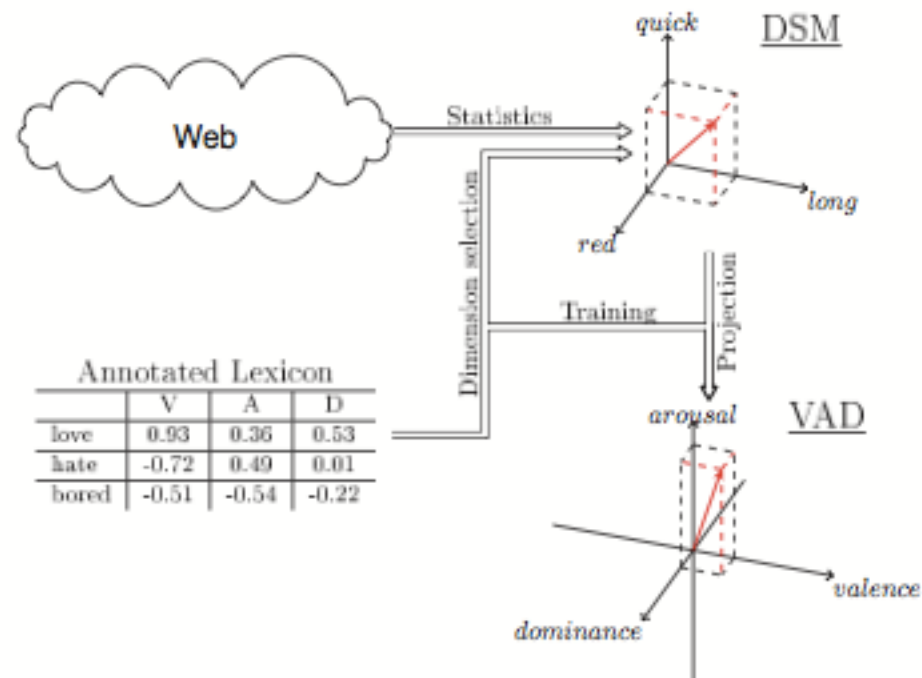 quick
DSM
Web
Statistics
long
red
Dimension selection
Training
Projection
Annotated Lexicon
V A D
love 0.93 0.36 0.53
hate -0.72 0.49 0.01
bored -0.51 -0.54 -0.22
arousal
VAD
valence
dominance